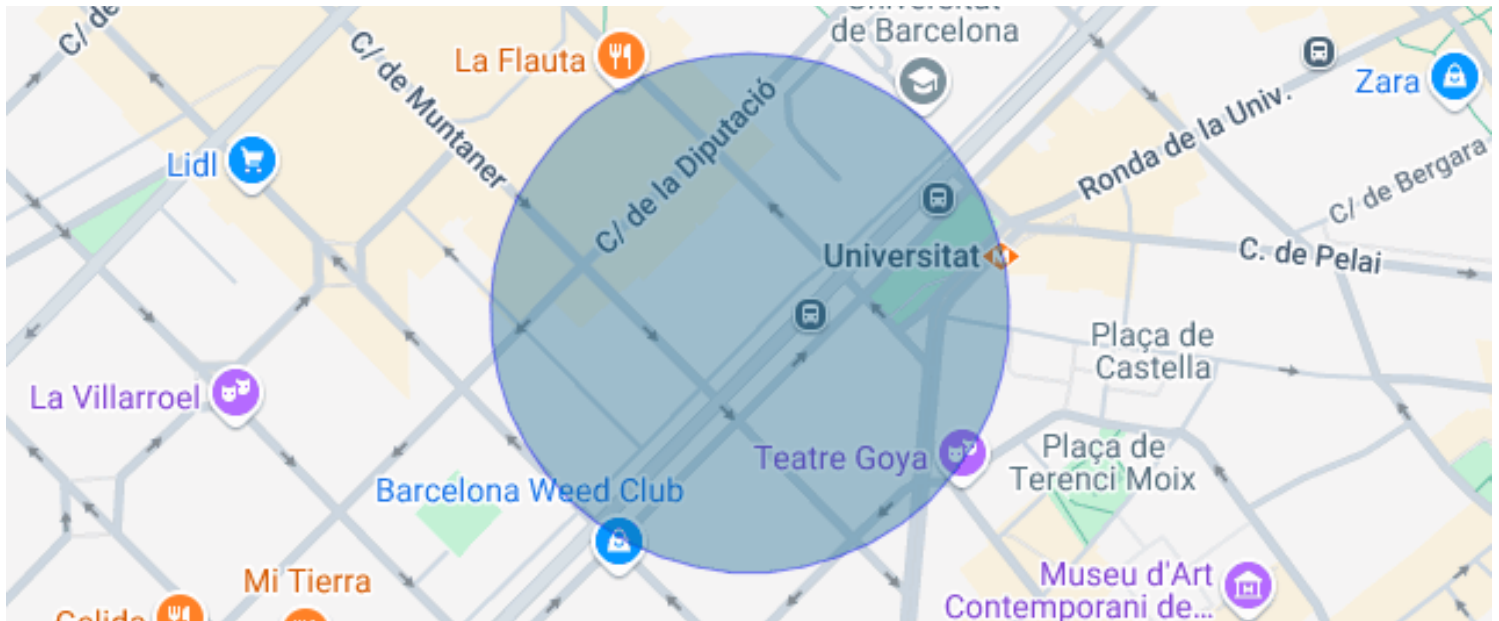 C/ de
C/ de Muntaner
La Flauta
Universitat
de Barcelona
Zara
Lidl
C/ de la Diputació
Ronda de la Univ.
C/ de Bergara
Universitat
C. de Pelai
Plaça de
Castella
La Villarroel
Teatre Goya
Plaça de
Terenci Moix
Barcelona Weed Club
Mi Tierra
Museu d'Art
Contemporani de...